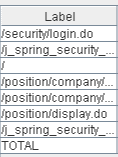 Label
/security/login.do
/j_spring_security_...
/
/position/company/...
/position/company/...
/position/display.do
/j_spring_security_...
TOTAL